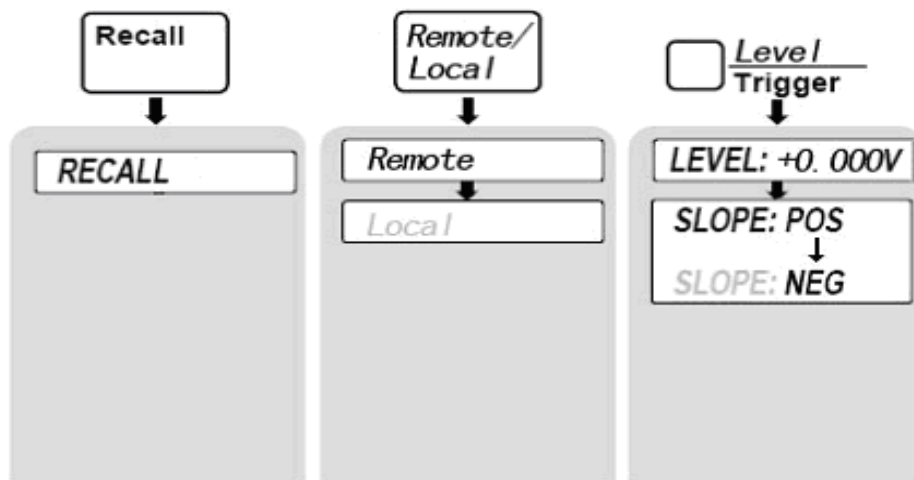 Recall
RECALL
Remote/
Local
Remote
Local
Level
Trigger
LEVEL: +0.000V
SLOPE: POS
SLOPE: NEG